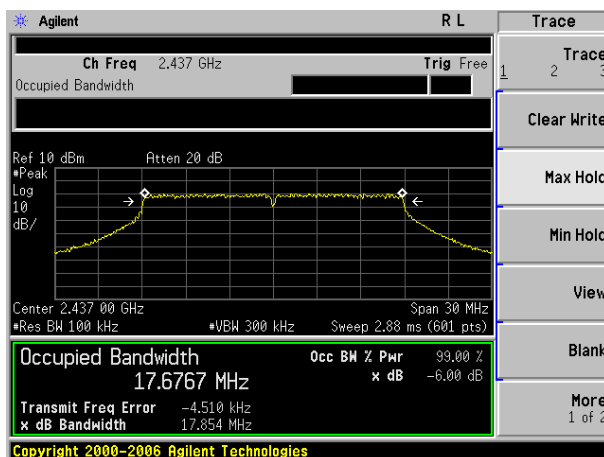 Agilent R L Trace
Ch Freq 2.437 GHz Trig Free
Occupied Bandwidth
Trace
1 2 3
Clear Write
Max Hold
Min Hold
View
Blank
More
1 of 2
Ref 10 dBm Atten 20 dB
#Peak
Log
10
dB/
Center 2.437 00 GHz Span 30 MHz
#Res BW 100 kHz #VBW 300 kHz Sweep 2.88 ms (601 pts)
Occupied Bandwidth Occ BW % Pwr 99.00 %
17.6767 MHz x dB -6.00 dB
Transmit Freq Error -4.510 kHz
x dB Bandwidth 17.854 MHz
Copyright 2000-2006 Agilent Technologies